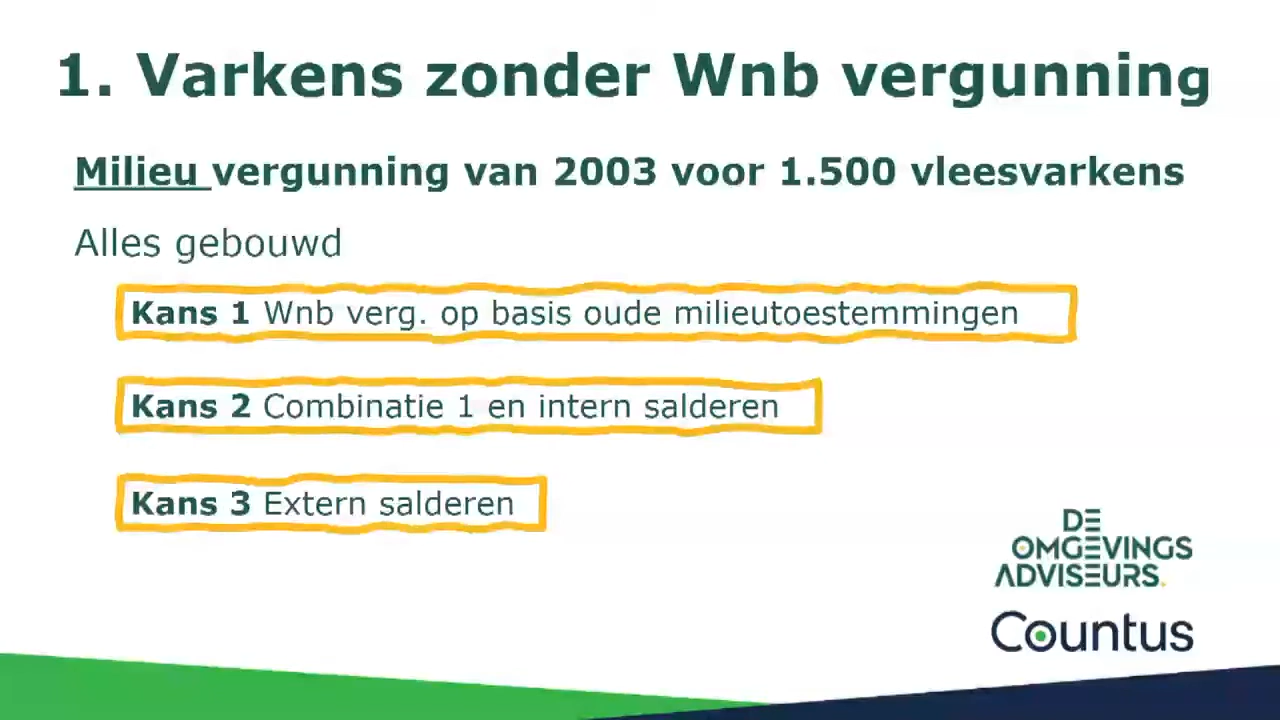 1. Varkens zonder Wnb vergunning
Milieu vergunning van 2003 voor 1.500 vleesvarkens
Alles gebouwd
Kans 1 Wnb verg. op basis oude milieutoestemmingen
Kans 2 Combinatie 1 en intern salderen
Kans 3 Extern salderen
DE
OMGEVINGS
ADVISEURS.
Countus